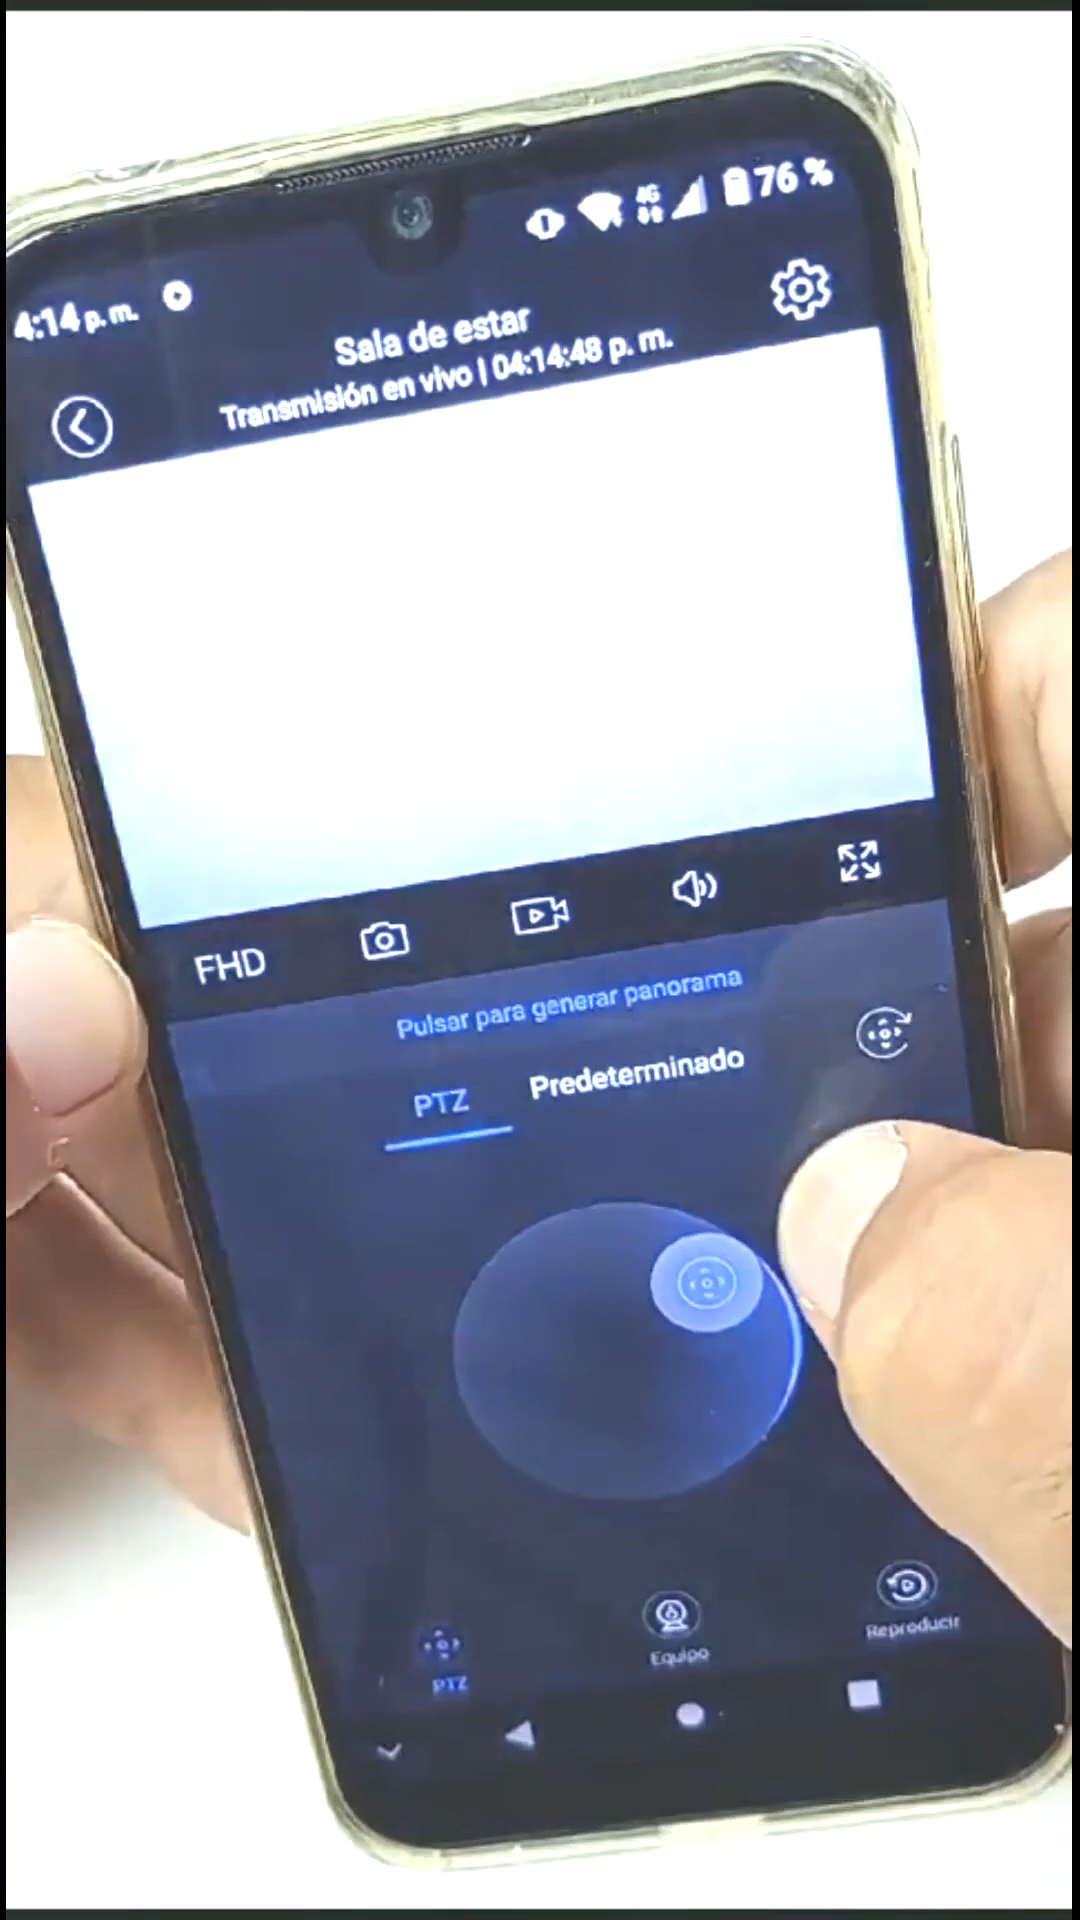 4:14 p. m.
4G
76 %
Sala de estar
Transmisión en vivo | 04:14:48 p. m.
FHD
Pulsar para generar panorama
PTZ
Predeterminado
PTZ
Equipo
Reproducir